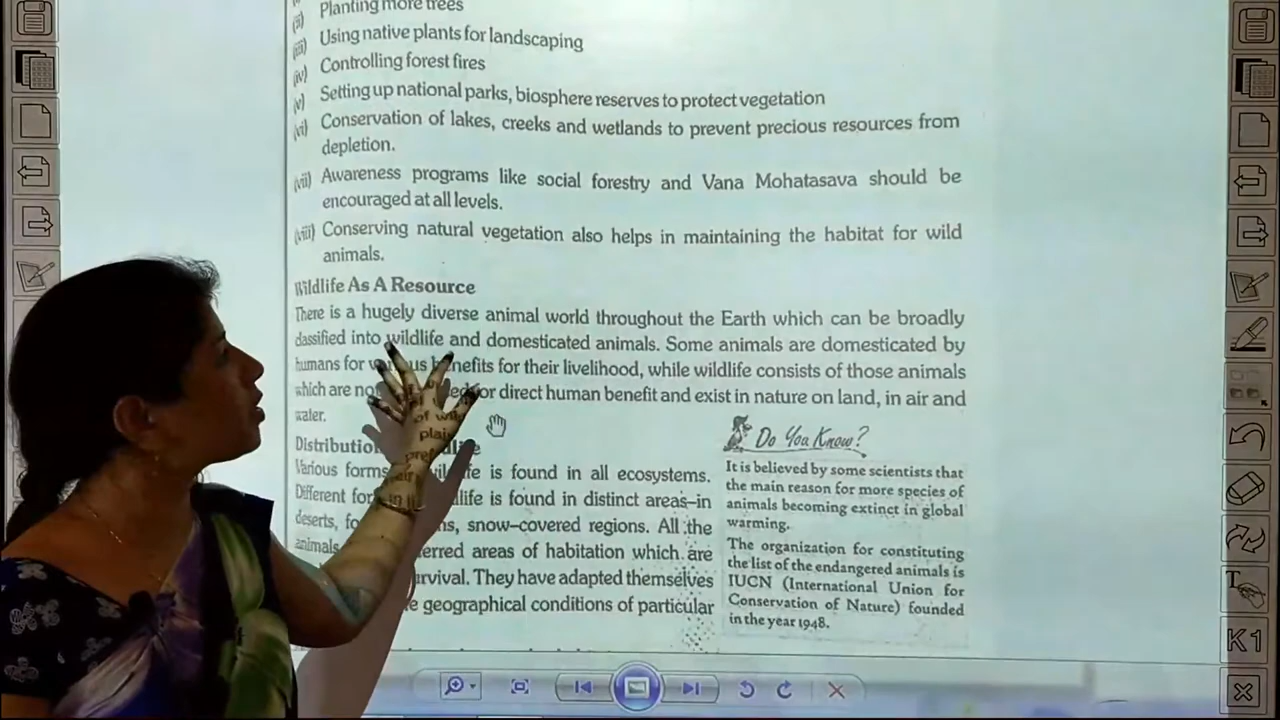 (ii) Planting more trees
(iii) Using native plants for landscaping
(iv) Controlling forest fires
(v) Setting up national parks, biosphere reserves to protect vegetation
(vi) Conservation of lakes, creeks and wetlands to prevent precious resources from
depletion.
(vii) Awareness programs like social forestry and Vana Mohatasava should be
encouraged at all levels.
(viii) Conserving natural vegetation also helps in maintaining the habitat for wild
animals.
Wildlife As A Resource
There is a hugely diverse animal world throughout the Earth which can be broadly
classified into wildlife and domesticated animals. Some animals are domesticated by
humans for benefits for their livelihood, while wildlife consists of those animals
which are direct human benefit and exist in nature on land, in air and
water.
Distribution
Various forms is found in all ecosystems.
Different is found in distinct areas–in
deserts, snow–covered regions. All the
animals areas of habitation which are
They have adapted themselves
geographical conditions of particular
Do You Know?
It is believed by some scientists that
the main reason for more species of
animals becoming extinct in global
warming.
The organization for constituting
the list of the endangered animals is
IUCN (International Union for
Conservation of Nature) founded
in the year 1948.
T
K1